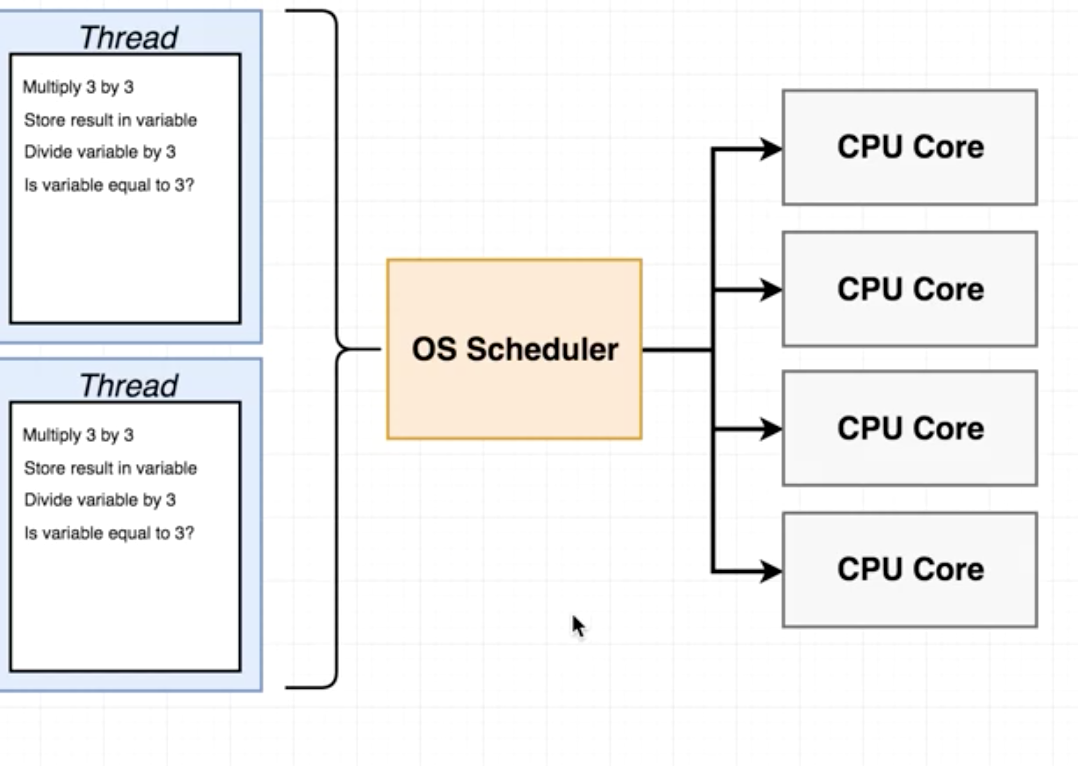 Thread
Multiply 3 by 3
Store result in variable
Divide variable by 3
Is variable equal to 3?
Thread
Multiply 3 by 3
Store result in variable
Divide variable by 3
Is variable equal to 3?
OS Scheduler
CPU Core
CPU Core
CPU Core
CPU Core